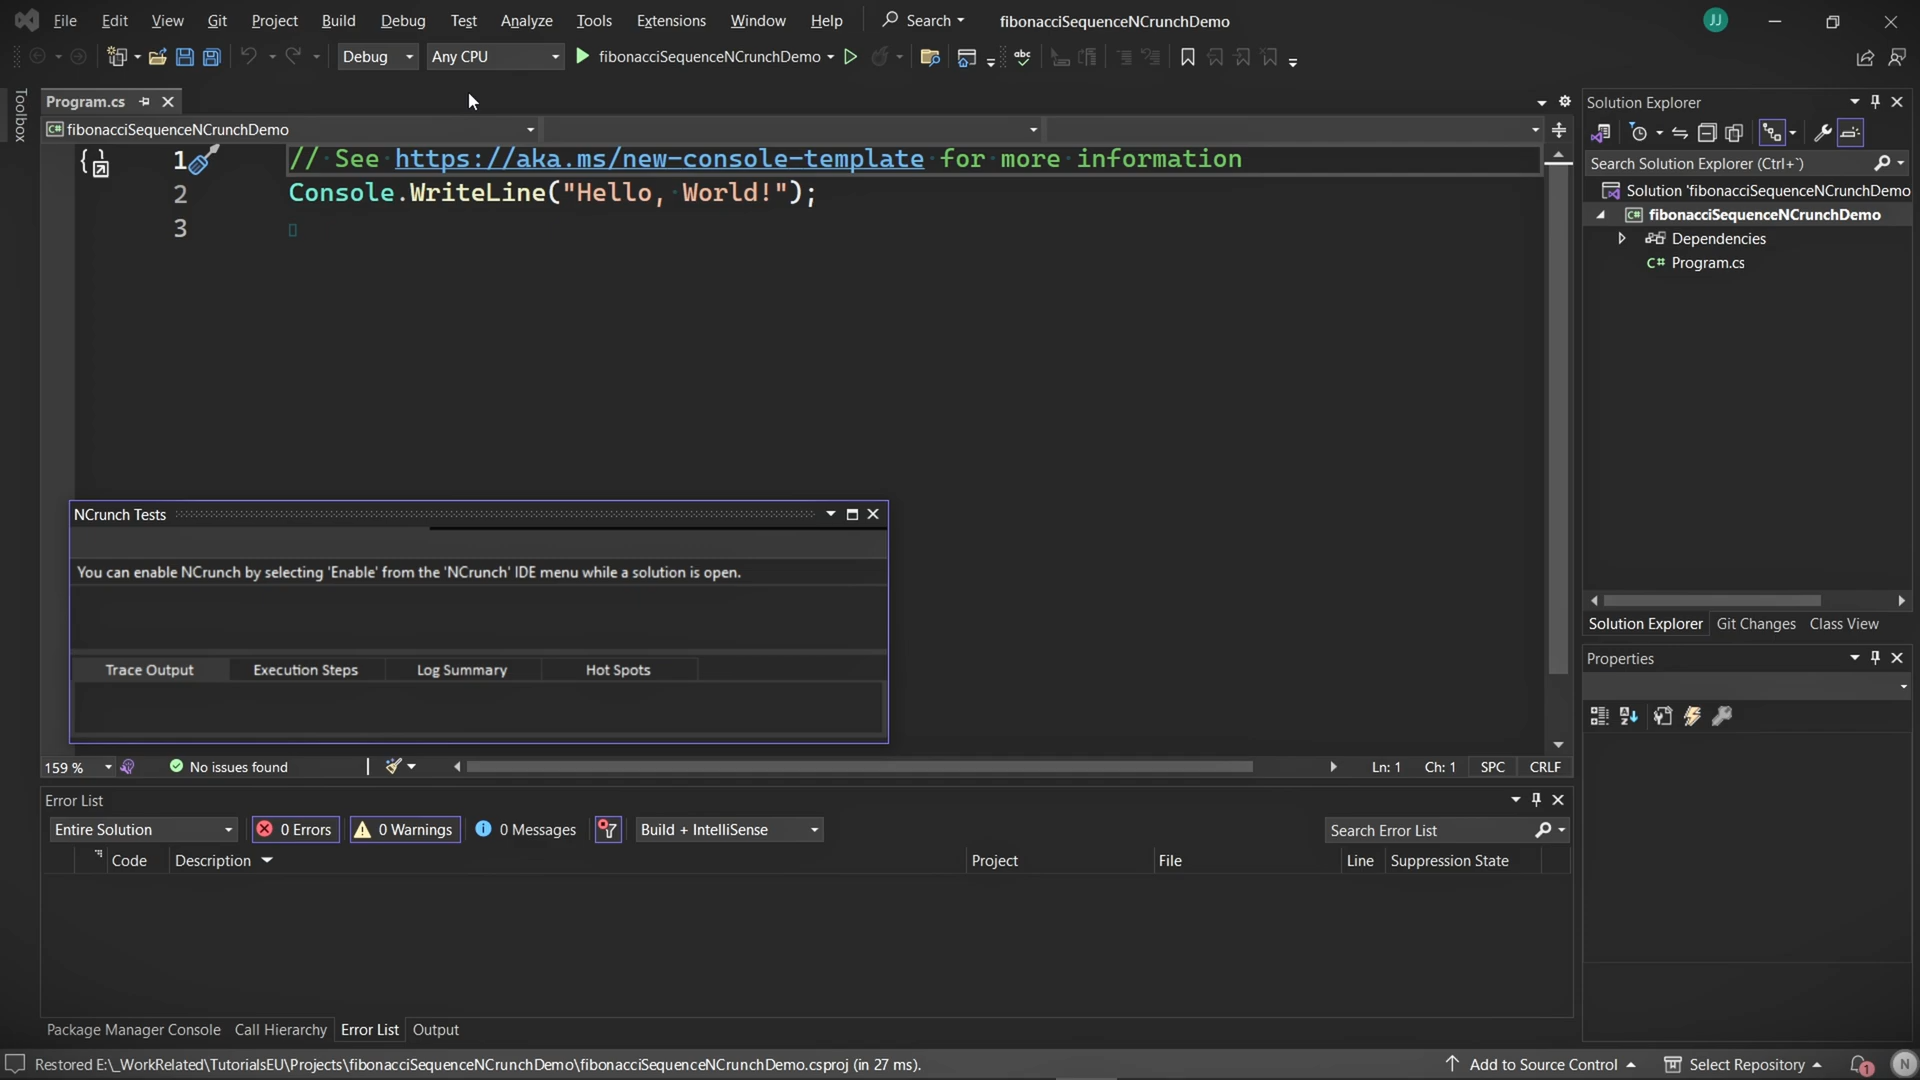 File Edit View Git Project Build Debug Test Analyze Tools Extensions Window Help Search fibonacciSequenceNCrunchDemo JJ
Debug Any CPU fibonacciSequenceNCrunchDemo abc
Toolbox
Program.cs
C# fibonacciSequenceNCrunchDemo
1 // See https://aka.ms/new-console-template for more information
2 Console.WriteLine("Hello, World!");
3
NCrunch Tests
You can enable NCrunch by selecting 'Enable' from the 'NCrunch' IDE menu while a solution is open.
Trace Output Execution Steps Log Summary Hot Spots
159 % No issues found Ln: 1 Ch: 1 SPC CRLF
Error List
Entire Solution 0 Errors 0 Warnings 0 Messages Build + IntelliSense Search Error List
Code Description Project File Line Suppression State
Package Manager Console Call Hierarchy Error List Output
Solution Explorer
Search Solution Explorer (Ctrl+`)
Solution 'fibonacciSequenceNCrunchDemo
C# fibonacciSequenceNCrunchDemo
Dependencies
C# Program.cs
Solution Explorer Git Changes Class View
Properties
Restored E:\_WorkRelated\TutorialsEU\Projects\fibonacciSequenceNCrunchDemo\fibonacciSequenceNCrunchDemo.csproj (in 27 ms). Add to Source Control Select Repository 1 N